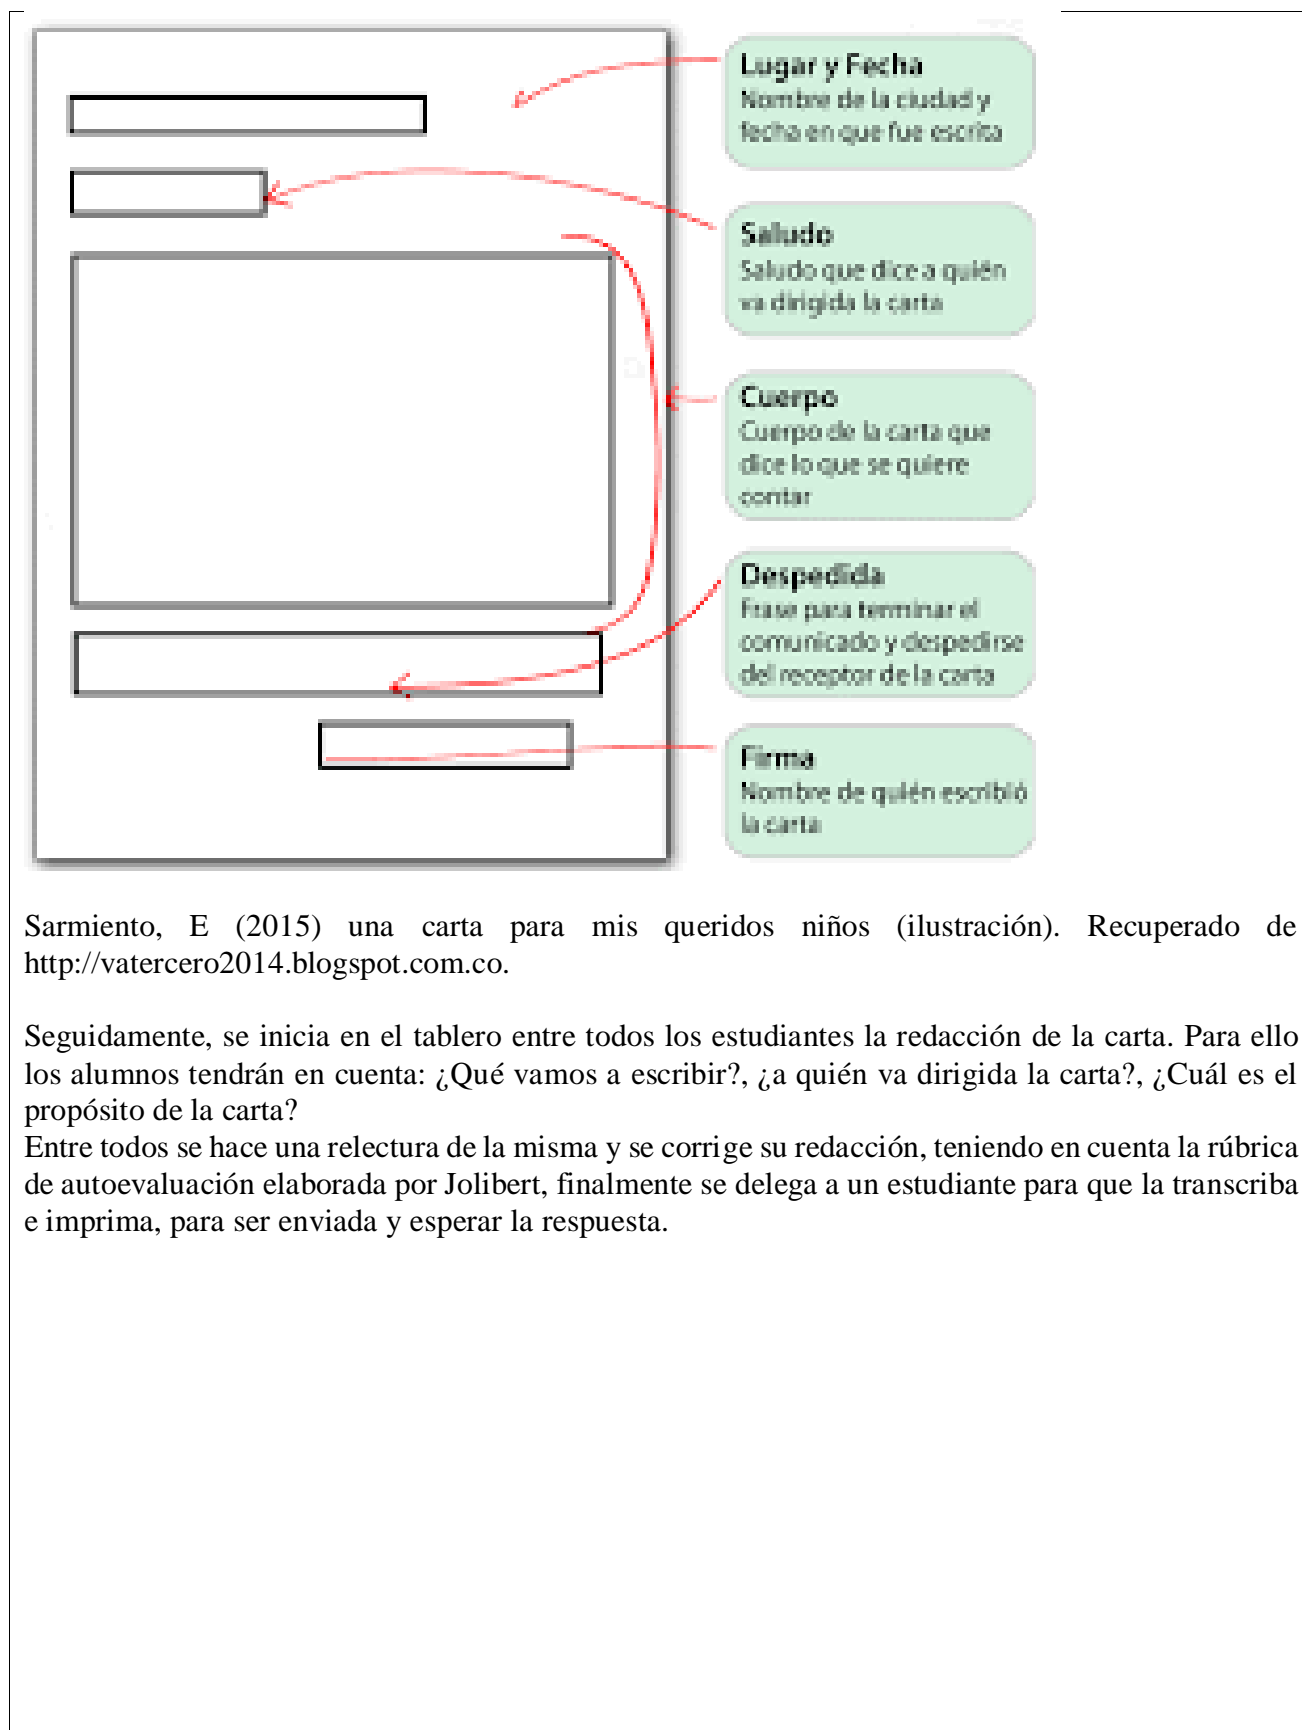 Lugar y Fecha
Nombre de la ciudad y
fecha en que fue escrita
Saludo
Saludo que dice a quién
va dirigida la carta
Cuerpo
Cuerpo de la carta que
dice lo que se quiere
contar
Despedida
Frase para terminar el
comunicado y despedirse
del receptor de la carta
Firma
Nombre de quién escribió
la carta
Sarmiento, E (2015) una carta para mis queridos niños (ilustración). Recuperado de
http://vatercero2014.blogspot.com.co.
Seguidamente, se inicia en el tablero entre todos los estudiantes la redacción de la carta. Para ello
los alumnos tendrán en cuenta: ¿Qué vamos a escribir?, ¿a quién va dirigida la carta?, ¿Cuál es el
propósito de la carta?
Entre todos se hace una relectura de la misma y se corrige su redacción, teniendo en cuenta la rúbrica
de autoevaluación elaborada por Jolibert, finalmente se delega a un estudiante para que la transcriba
e imprima, para ser enviada y esperar la respuesta.